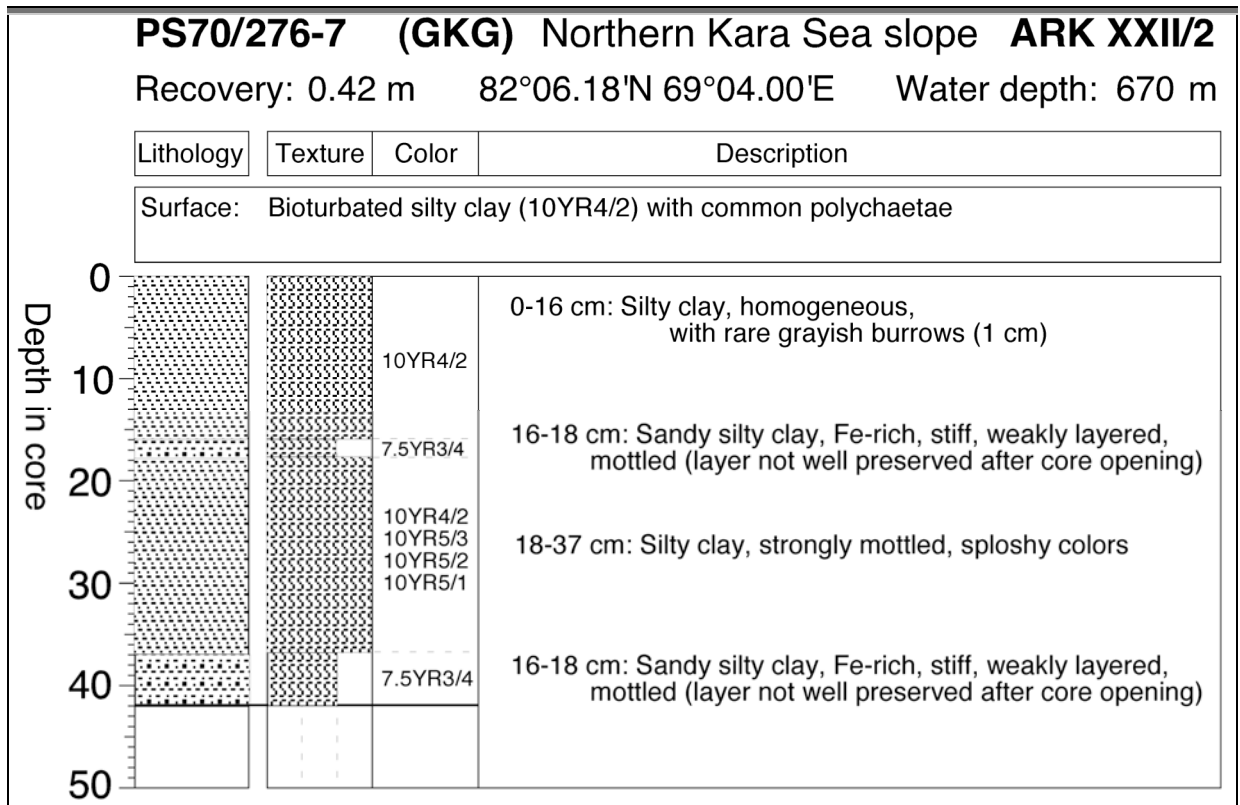 PS70/276-7 (GKG) Northern Kara Sea slope ARK XXII/2
Recovery: 0.42 m 82°06.18'N 69°04.00'E Water depth: 670 m
Lithology Texture Color Description
Surface: Bioturbated silty clay (10YR4/2) with common polychaetae
Depth in core
0
0-16 cm: Silty clay, homogeneous,
with rare grayish burrows (1 cm)
10YR4/2
10
16-18 cm: Sandy silty clay, Fe-rich, stiff, weakly layered,
7.5YR3/4
mottled (layer not well preserved after core opening)
20
10YR4/2
10YR5/3
18-37 cm: Silty clay, strongly mottled, sploshy colors
10YR5/2
10YR5/1
30
16-18 cm: Sandy silty clay, Fe-rich, stiff, weakly layered,
7.5YR3/4
40
mottled (layer not well preserved after core opening)
50